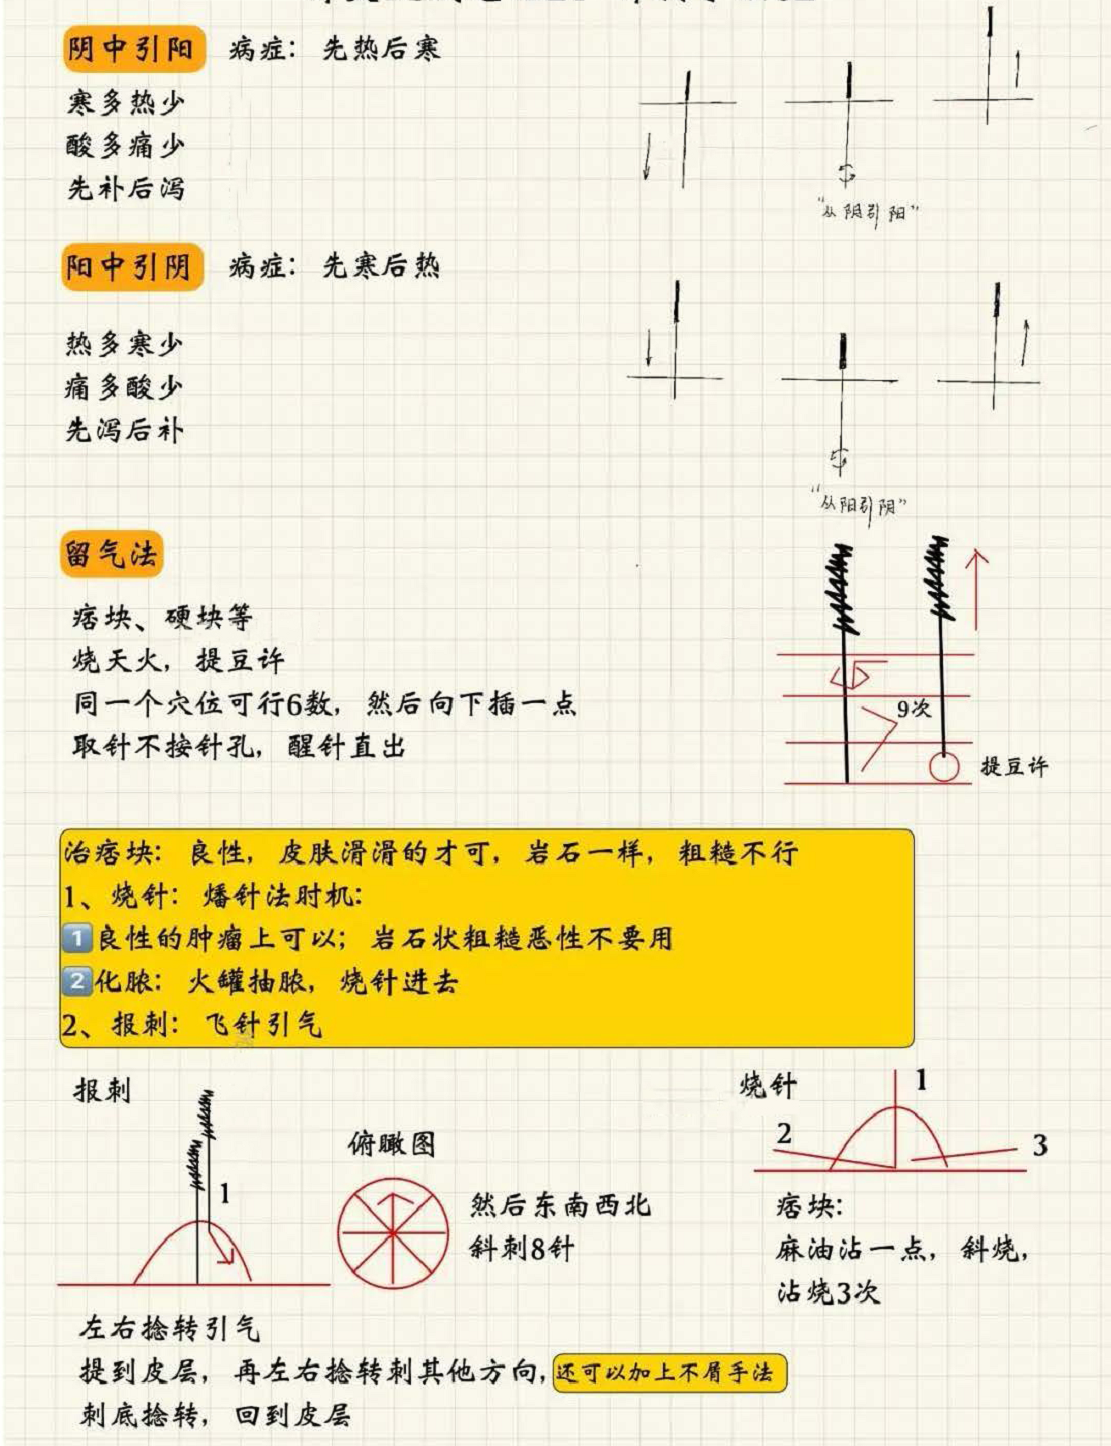 阴中引阳 病症：先热后寒
寒多热少
酸多痛少
先补后泻
"从阴引阳"
阳中引阴 病症：先寒后热
热多寒少
痛多酸少
先泻后补
"从阳引阴"
留气法
痞块、硬块等
烧天火，提豆许
同一个穴位可行6数，然后向下插一点
取针不按针孔，醒针直出
9次
提豆许
治痞块：良性，皮肤滑滑的才可，岩石一样，粗糙不行
1、烧针：燔针法时机：
1良性的肿瘤上可以；岩石状粗糙恶性不要用
2化脓：火罐抽脓，烧针进去
2、报刺：飞针引气
报刺
1
俯瞰图
然后东南西北
斜刺8针
烧针
1
2
3
痞块：
麻油沾一点，斜烧，
沾烧3次
左右捻转引气
提到皮层，再左右捻转刺其他方向，还可以加上不屑手法
刺底捻转，回到皮层